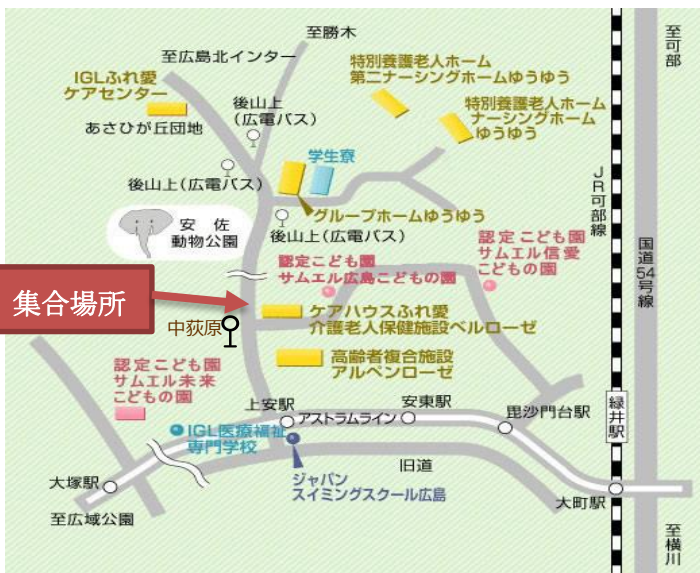 至勝木
至可部
至広島北インター
IGLふれ愛
ケアセンター
あさひが丘団地
後山上
(広電バス)
特別養護老人ホーム
第二ナーシングホームゆうゆう
特別養護老人ホーム
ナーシングホーム
ゆうゆう
学生寮
後山上(広電バス)
グループホームゆうゆう
後山上(広電バス)
安佐
動物公園
JR可部線
国道54号線
認定こども園
サムエル広島こどもの園
認定こども園
サムエル信愛
こどもの園
集合場所
中荻原
ケアハウスふれ愛
介護老人保健施設ベルローゼ
高齢者複合施設
アルペンローゼ
認定こども園
サムエル未来
こどもの園
上安駅
アストラムライン
安東駅
毘沙門台駅
緑井駅
IGL医療福祉
専門学校
旧道
ジャパン
スイミングスクール広島
大塚駅
大町駅
至広域公園
至横川